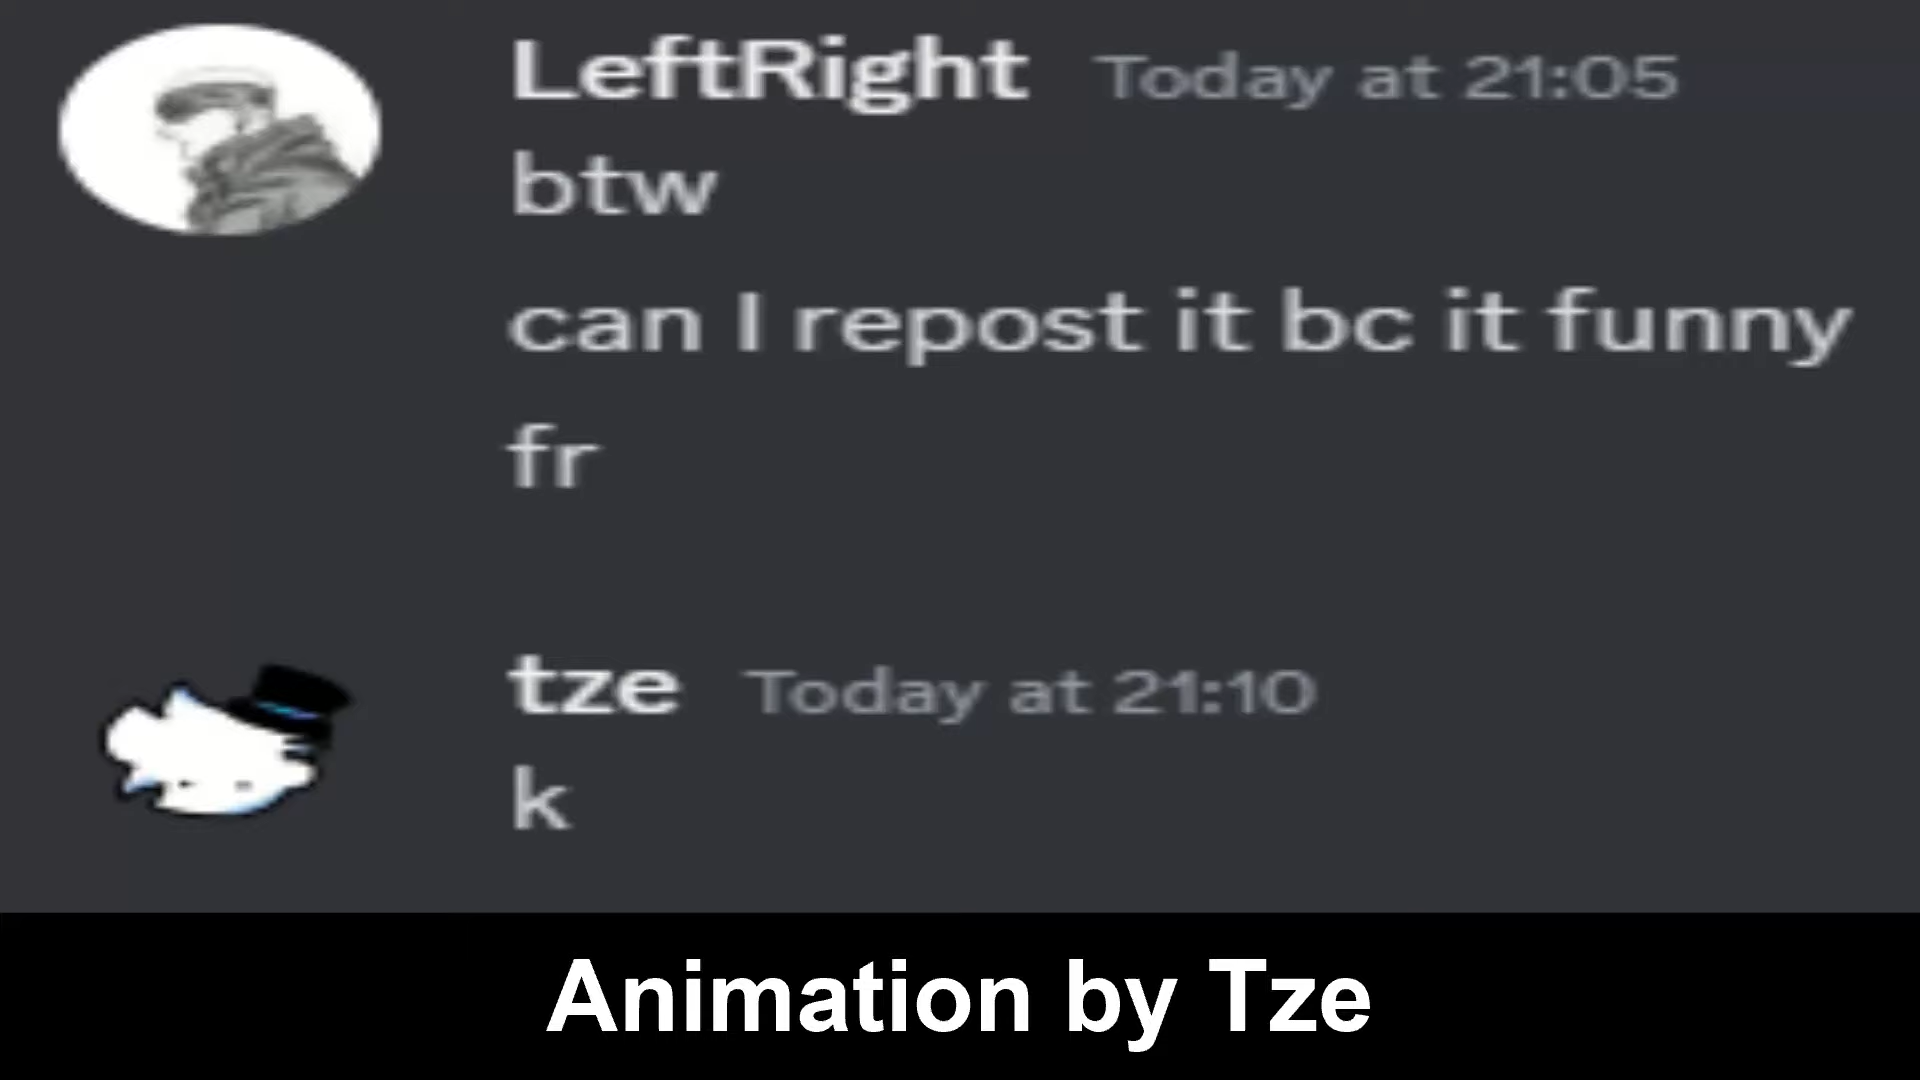 LeftRight Today at 21:05
btw
can I repost it bc it funny
fr
tze Today at 21:10
k
Animation by Tze